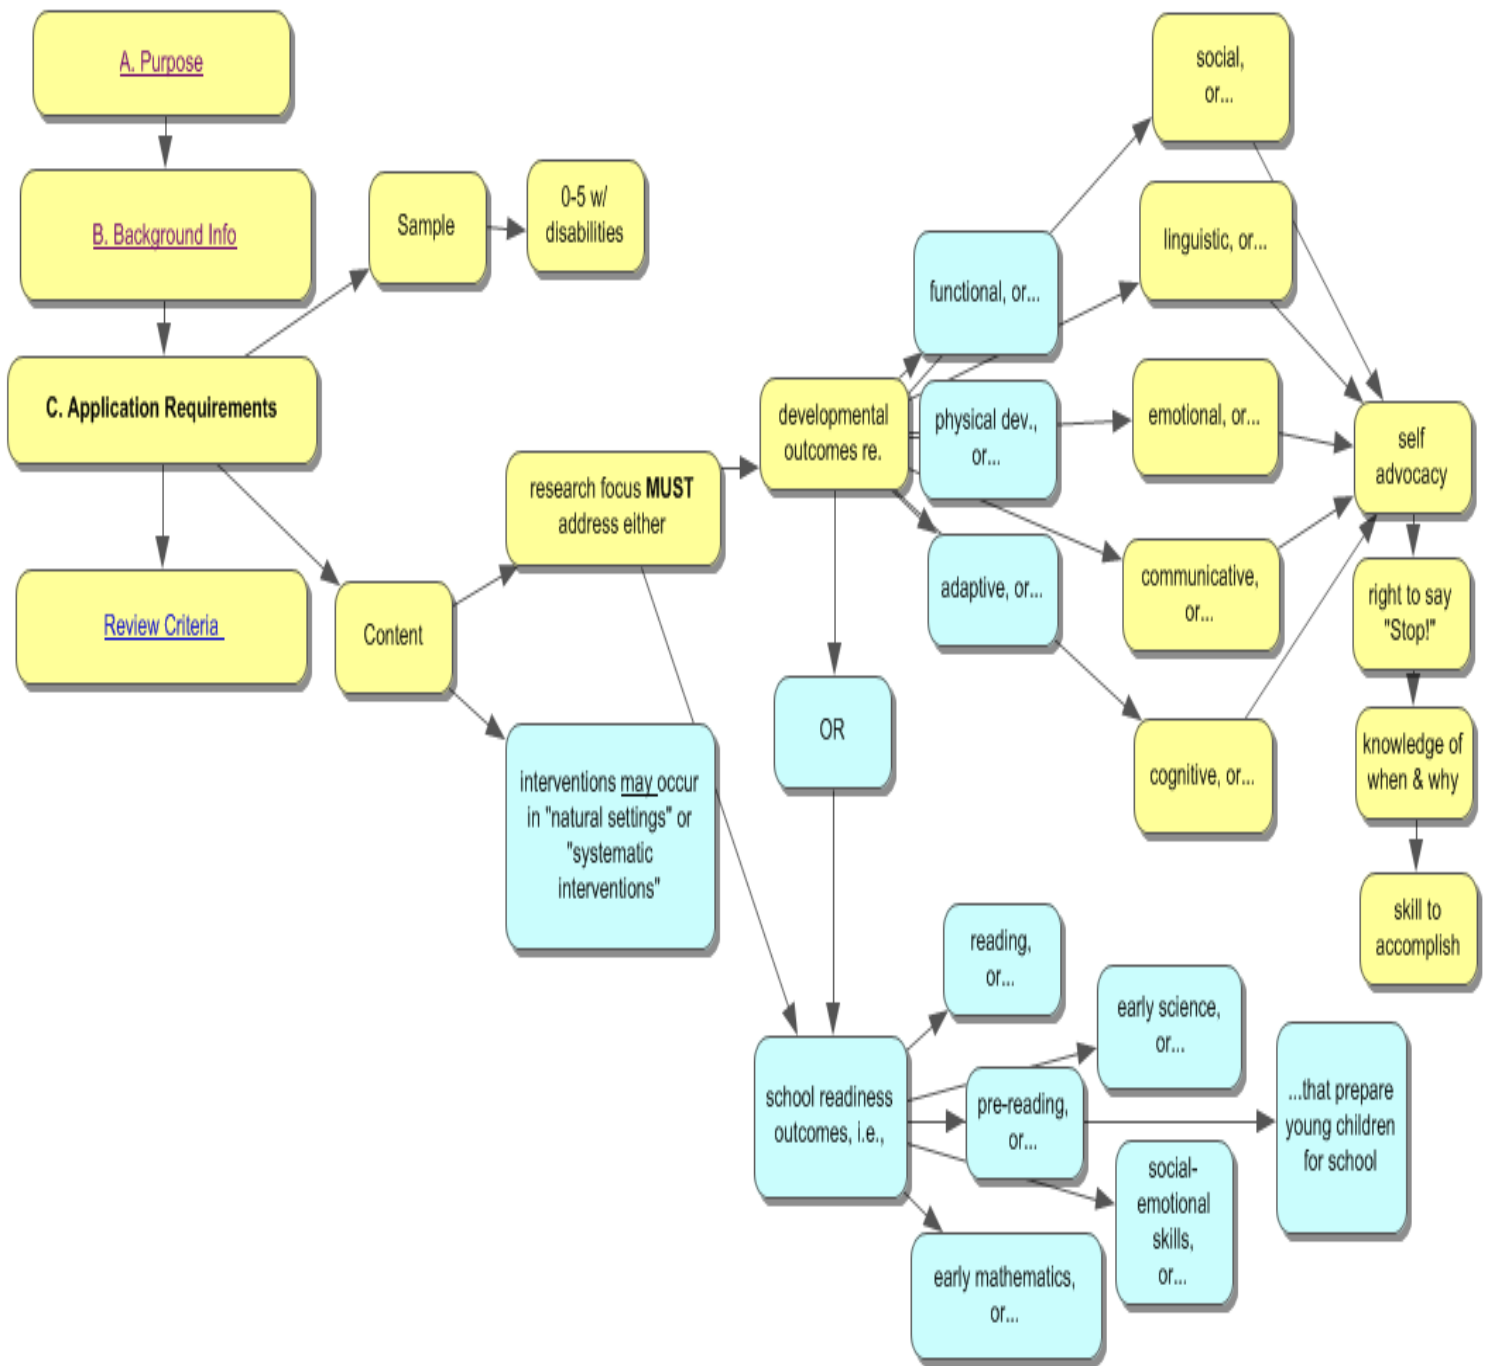 A. Purpose
B. Background Info
C. Application Requirements
Review Criteria
Sample
0-5 w/
disabilities
Content
research focus MUST
address either
interventions may occur
in "natural settings" or
"systematic
interventions"
developmental
outcomes re.
OR
functional, or...
physical dev.,
or...
adaptive, or...
social,
or...
linguistic, or...
emotional, or...
communicative,
or...
cognitive, or...
self
advocacy
right to say
"Stop!"
knowledge of
when & why
skill to
accomplish
school readiness
outcomes, i.e.,
reading,
or...
early science,
or...
pre-reading,
or...
social-
emotional
skills,
or...
early mathematics,
or...
...that prepare
young children
for school